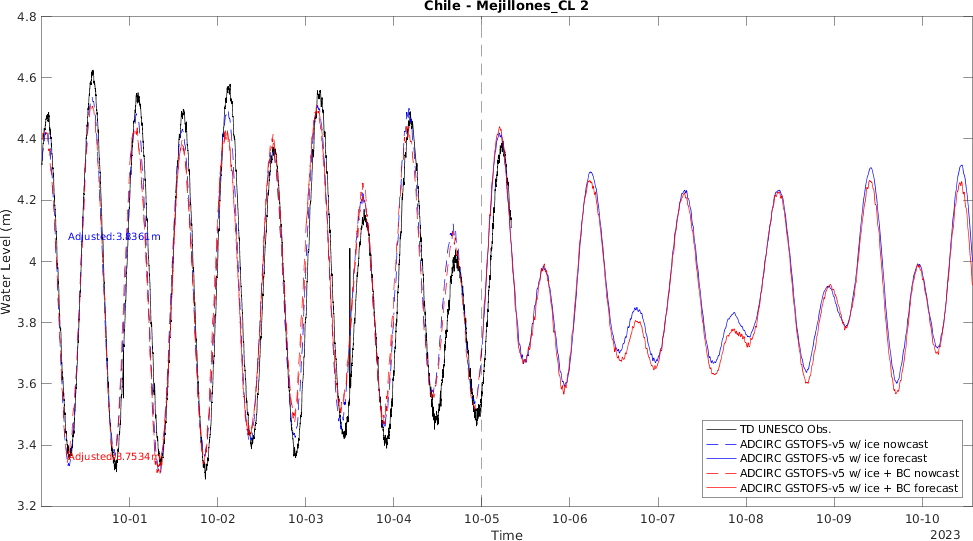 Chile - Mejillones_CL 2
4.8
4.6
4.4
4.2
4
3.8
3.6
3.4
3.2
Water Level (m)
Adjusted:3.8361m
Adjusted:3.7534m
TD UNESCO Obs.
ADCIRC GSTOFS-v5 w/ ice nowcast
ADCIRC GSTOFS-v5 w/ ice forecast
ADCIRC GSTOFS-v5 w/ ice + BC nowcast
ADCIRC GSTOFS-v5 w/ ice + BC forecast
10-01 10-02 10-03 10-04 10-05 10-06 10-07 10-08 10-09 10-10
2023
Time